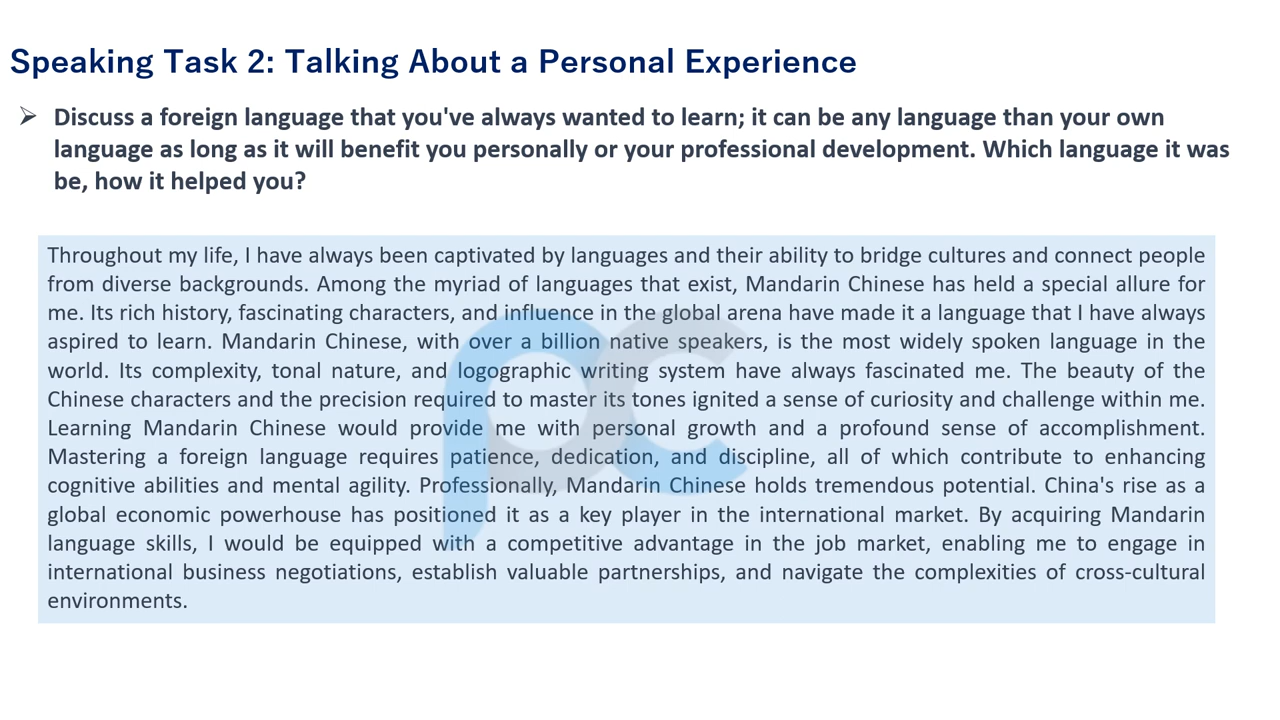 Speaking Task 2: Talking About a Personal Experience
➢ Discuss a foreign language that you've always wanted to learn; it can be any language than your own
language as long as it will benefit you personally or your professional development. Which language it was
be, how it helped you?
Throughout my life, I have always been captivated by languages and their ability to bridge cultures and connect people
from diverse backgrounds. Among the myriad of languages that exist, Mandarin Chinese has held a special allure for
me. Its rich history, fascinating characters, and influence in the global arena have made it a language that I have always
aspired to learn. Mandarin Chinese, with over a billion native speakers, is the most widely spoken language in the
world. Its complexity, tonal nature, and logographic writing system have always fascinated me. The beauty of the
Chinese characters and the precision required to master its tones ignited a sense of curiosity and challenge within me.
Learning Mandarin Chinese would provide me with personal growth and a profound sense of accomplishment.
Mastering a foreign language requires patience, dedication, and discipline, all of which contribute to enhancing
cognitive abilities and mental agility. Professionally, Mandarin Chinese holds tremendous potential. China's rise as a
global economic powerhouse has positioned it as a key player in the international market. By acquiring Mandarin
language skills, I would be equipped with a competitive advantage in the job market, enabling me to engage in
international business negotiations, establish valuable partnerships, and navigate the complexities of cross-cultural
environments.